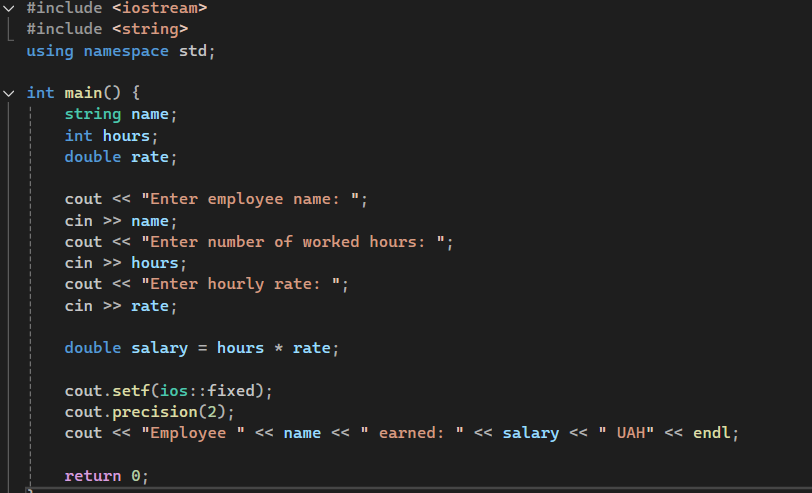 #include <iostream>
#include <string>
using namespace std;
int main() {
string name;
int hours;
double rate;
cout << "Enter employee name: ";
cin >> name;
cout << "Enter number of worked hours: ";
cin >> hours;
cout << "Enter hourly rate: ";
cin >> rate;
double salary = hours * rate;
cout.setf(ios::fixed);
cout.precision(2);
cout << "Employee " << name << " earned: " << salary << " UAH" << endl;
return 0;
}